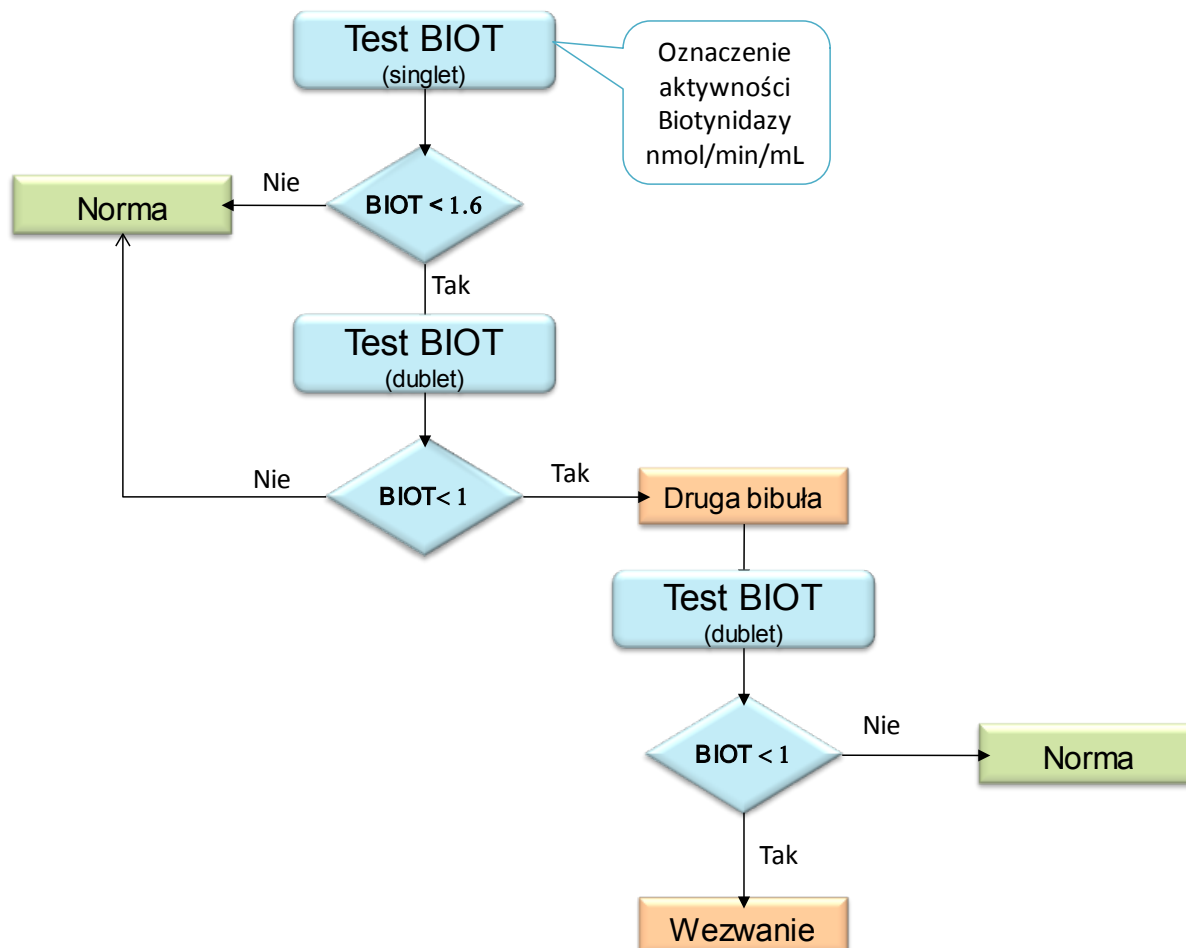 Test BIOT
(singlet)
Oznaczenie
aktywności
Biotynidazy
nmol/min/mL
Nie
Norma
BIOT < 1.6
Tak
Test BIOT
(dublet)
Nie
BIOT< 1
Tak
Druga bibuła
Test BIOT
(dublet)
BIOT < 1
Nie
Norma
Tak
Wezwanie